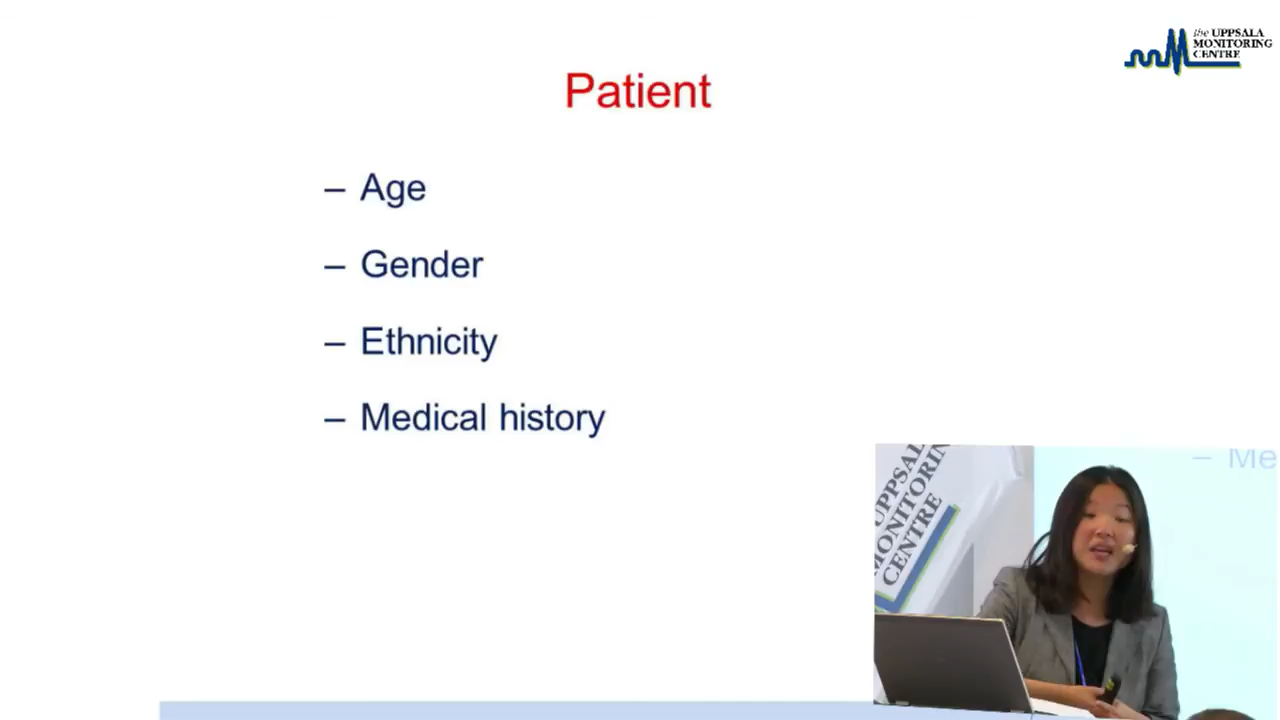 the UPPSALA
MONITORING
CENTRE
Patient
– Age
– Gender
– Ethnicity
– Medical history
– Me
UPPSALA
MONITORING
CENTRE